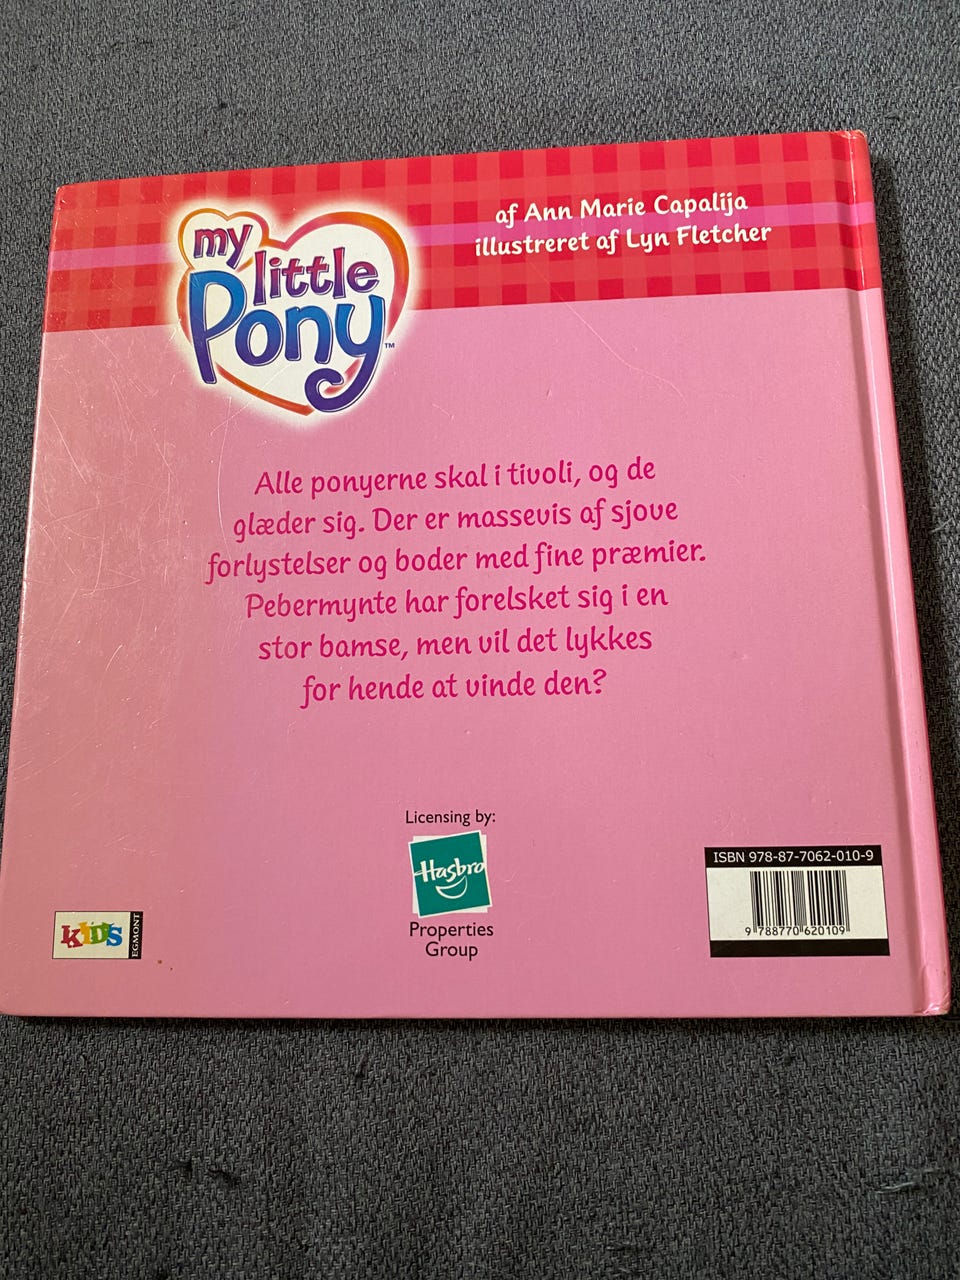 my
little
Pony™
af Ann Marie Capalija
illustreret af Lyn Fletcher
Alle ponyerne skal i tivoli, og de
glæder sig. Der er massevis af sjove
forlystelser og boder med fine præmier.
Pebermynte har forelsket sig i en
stor bamse, men vil det lykkes
for hende at vinde den?
Licensing by:
Hasbro
Properties
Group
KIDS
EGMONT
ISBN 978-87-7062-010-9
9 788770 620109